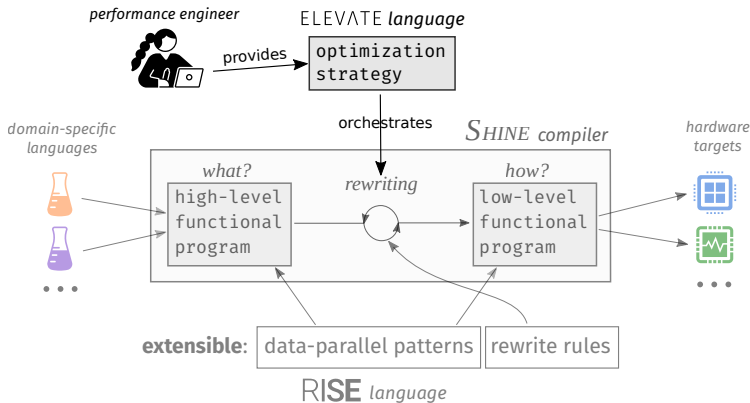 performance engineer
ELEVATE language
provides
optimization
strategy
orchestrates
domain-specific
languages
SHINE compiler
hardware
targets
what?
rewriting
how?
high-level
functional
program
low-level
functional
program
extensible:
data-parallel patterns
rewrite rules
RISE language